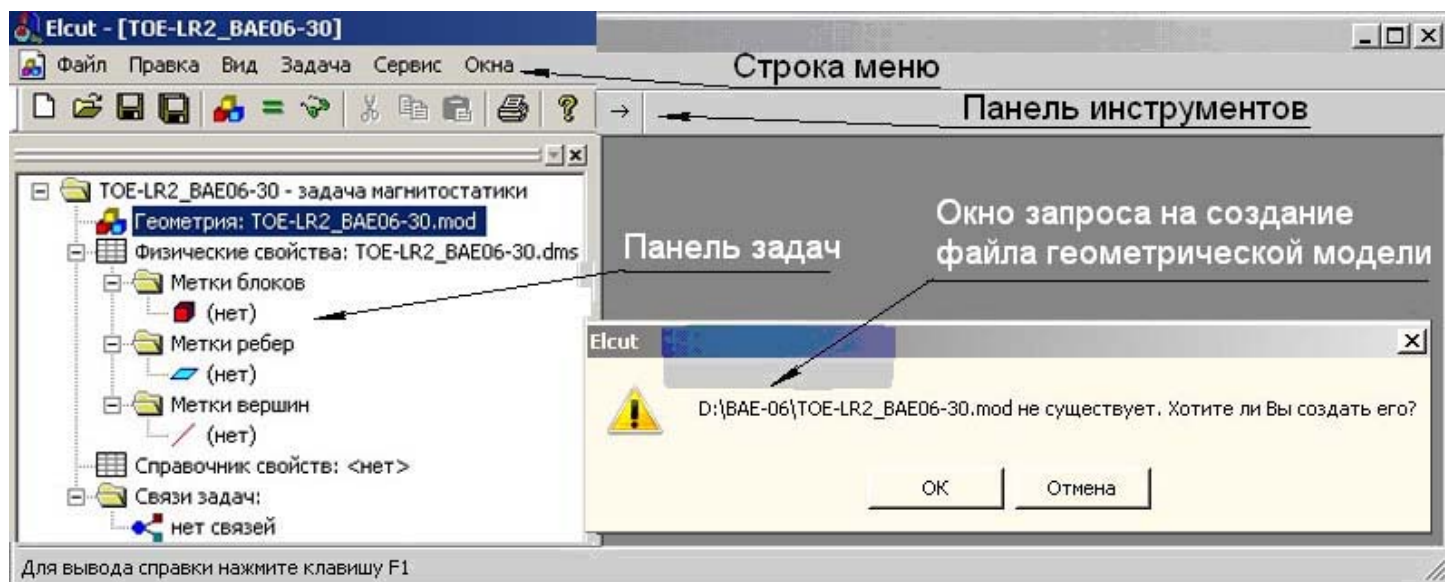 Elcut - [TOE-LR2_BAE06-30]
Файл Правка Вид Задача Сервис Окна
Строка меню
Панель инструментов
TOE-LR2_BAE06-30 - задача магнитостатики
Геометрия: TOE-LR2_BAE06-30.mod
Физические свойства: TOE-LR2_BAE06-30.dms
Метки блоков
(нет)
Метки ребер
(нет)
Метки вершин
(нет)
Справочник свойств: <нет>
Связи задач:
нет связей
Панель задач
Окно запроса на создание
файла геометрической модели
Elcut
D:\BAE-06\TOE-LR2_BAE06-30.mod не существует. Хотите ли Вы создать его?
ОК Отмена
Для вывода справки нажмите клавишу F1